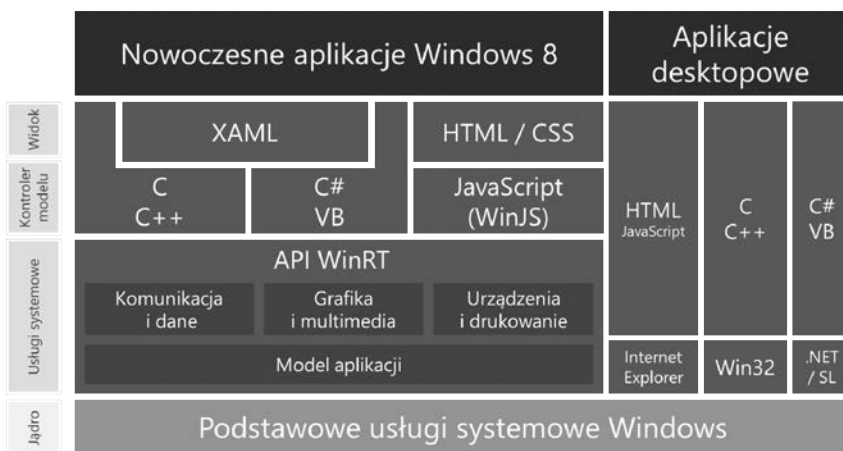 Nowoczesne aplikacje Windows 8
Aplikacje
desktopowe
Widok
XAML
HTML / CSS
Kontroler
modelu
C
C++
C#
VB
JavaScript
(WinJS)
HTML
JavaScript
C
C++
C#
VB
Usługi systemowe
API WinRT
Komunikacja
i dane
Grafika
i multimedia
Urządzenia
i drukowanie
Model aplikacji
Internet
Explorer
Win32
.NET
/ SL
Jądro
Podstawowe usługi systemowe Windows